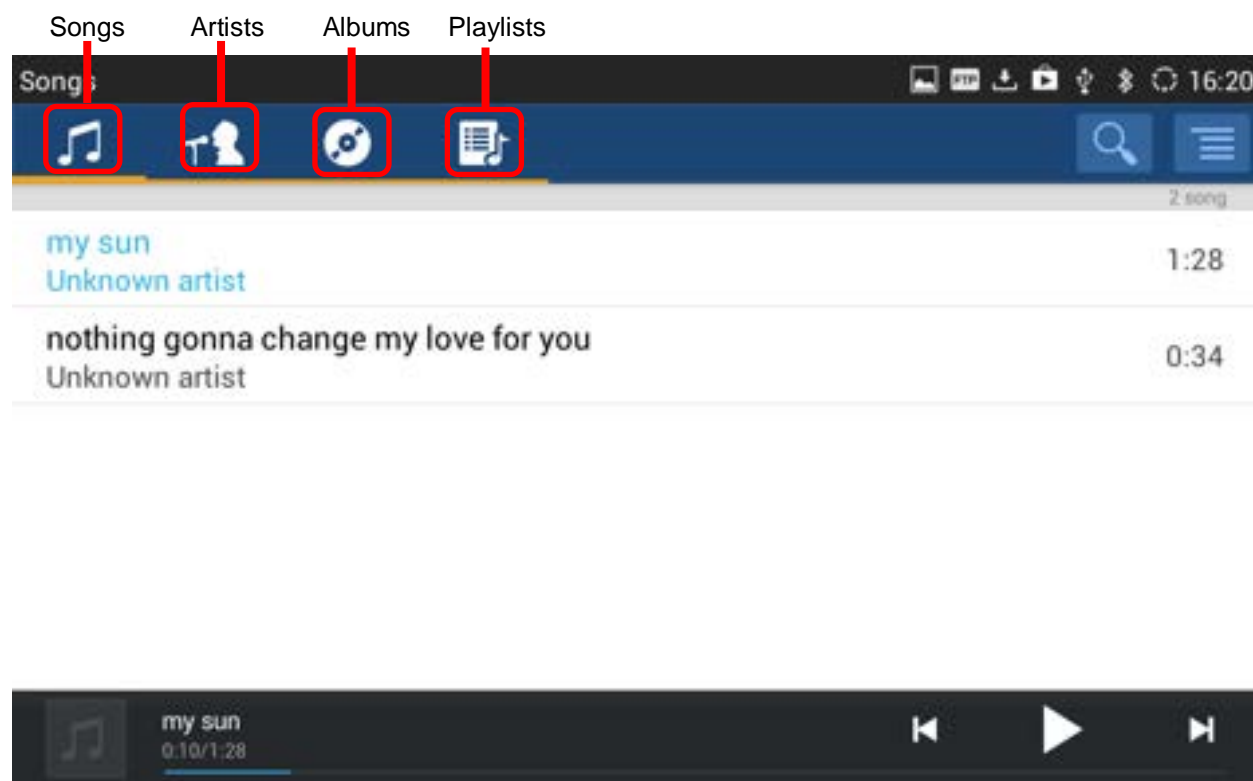 Songs Artists Albums Playlists
Songs FTP 16:20
2 song
my sun
1:28
Unknown artist
nothing gonna change my love for you
0:34
Unknown artist
my sun
0:10/1:28